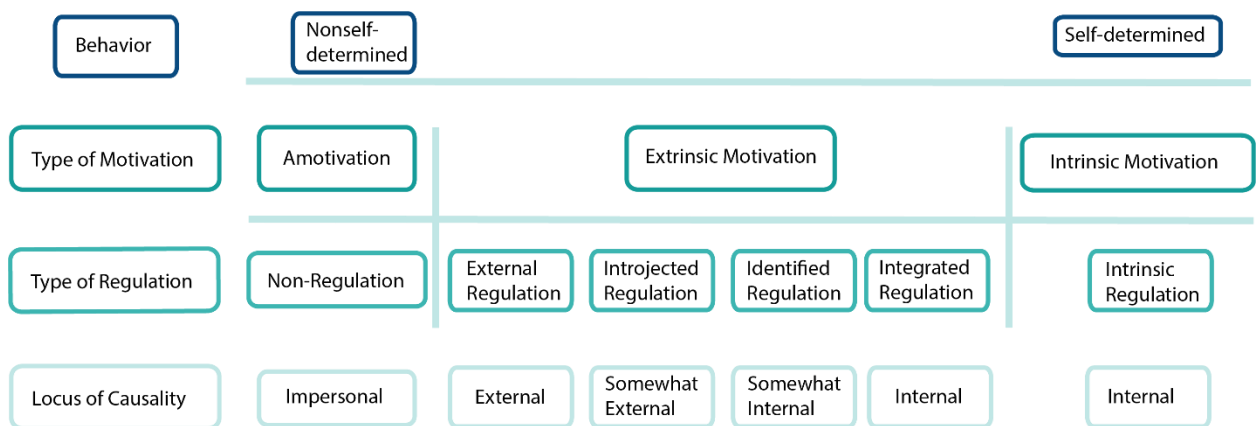 Behavior
Nonself-
determined
Self-determined
Type of Motivation
Amotivation
Extrinsic Motivation
Intrinsic Motivation
Type of Regulation
Non-Regulation
External
Regulation
Introjected
Regulation
Identified
Regulation
Integrated
Regulation
Intrinsic
Regulation
Locus of Causality
Impersonal
External
Somewhat
External
Somewhat
Internal
Internal
Internal